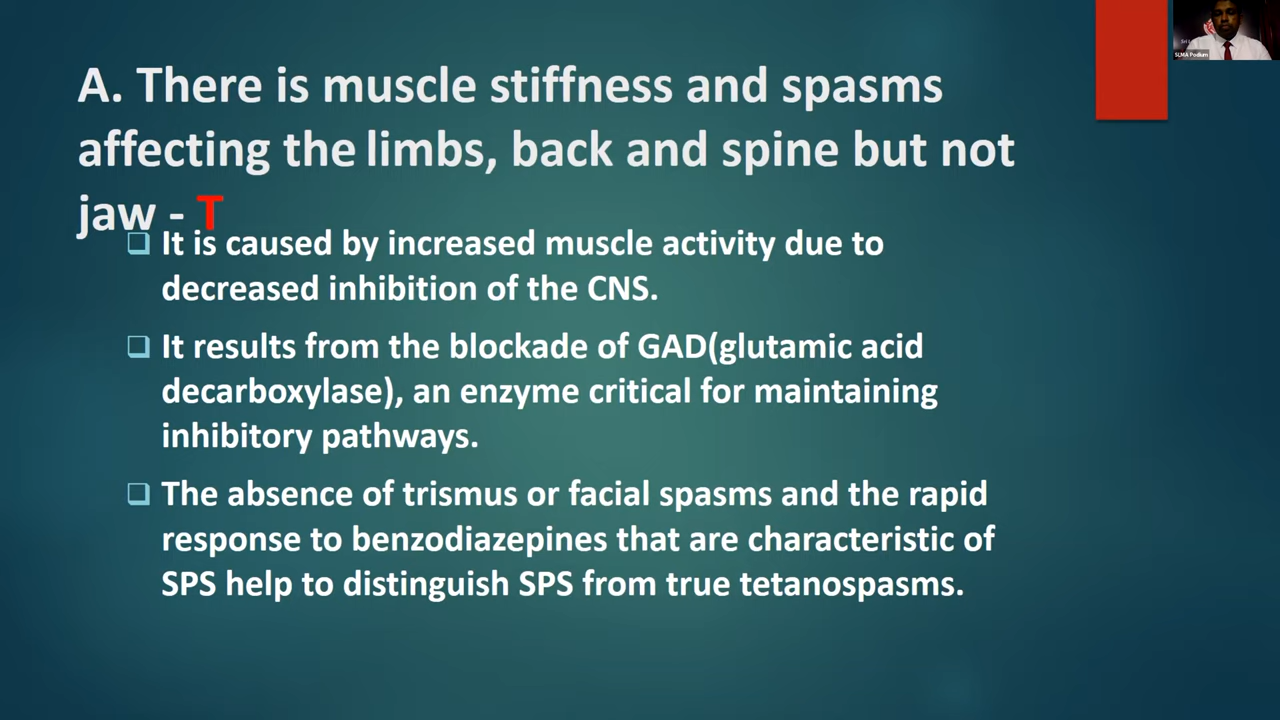 A. There is muscle stiffness and spasms
affecting the limbs, back and spine but not
jaw - T
It is caused by increased muscle activity due to
decreased inhibition of the CNS.
It results from the blockade of GAD(glutamic acid
decarboxylase), an enzyme critical for maintaining
inhibitory pathways.
The absence of trismus or facial spasms and the rapid
response to benzodiazepines that are characteristic of
SPS help to distinguish SPS from true tetanospasms.
SLMA Podium